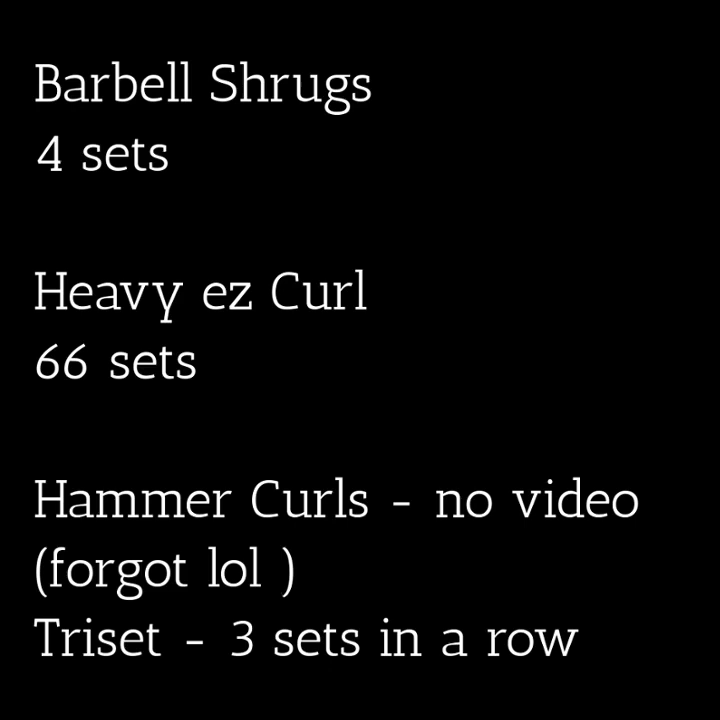 Barbell Shrugs
4 sets
Heavy ez Curl
66 sets
Hammer Curls - no video
(forgot lol )
Triset - 3 sets in a row